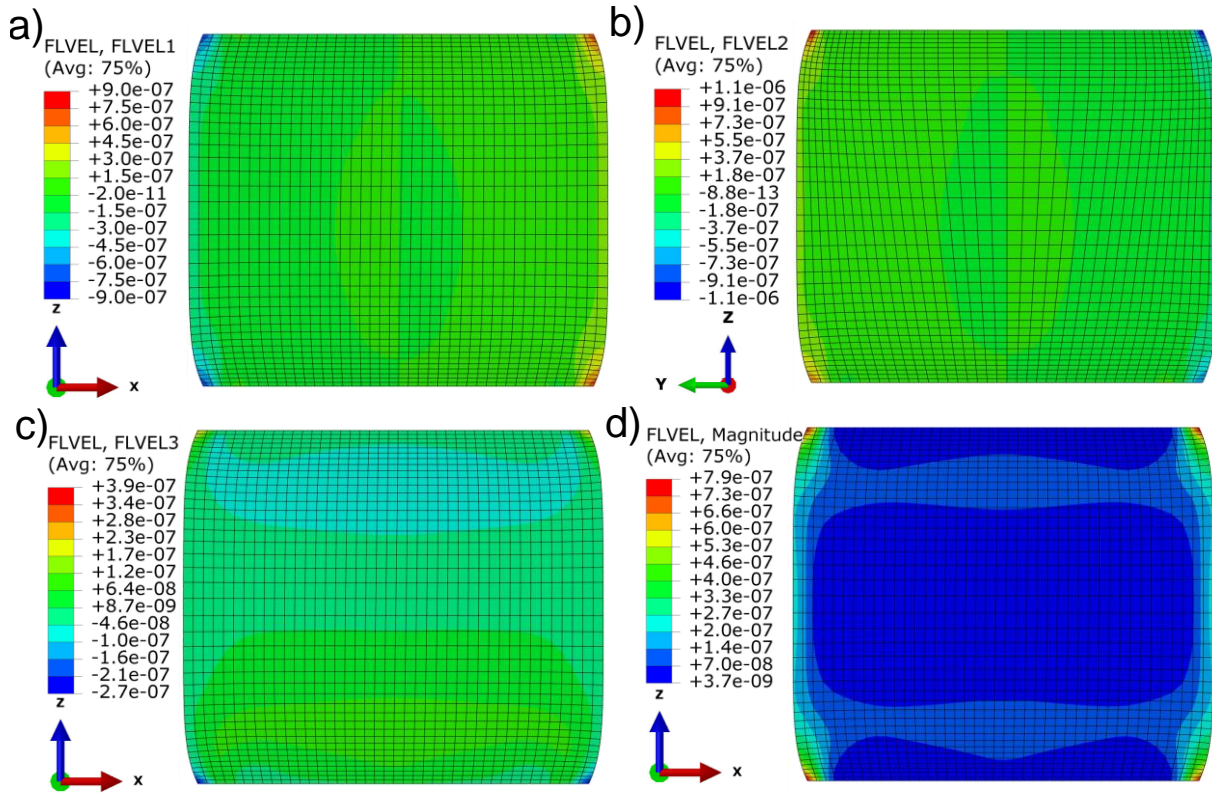 a)
FLVEL, FLVEL1
(Avg: 75%)
+9.0e-07
+7.5e-07
+6.0e-07
+4.5e-07
+3.0e-07
+1.5e-07
-2.0e-11
-1.5e-07
-3.0e-07
-4.5e-07
-6.0e-07
-7.5e-07
-9.0e-07
z
x
b)
FLVEL, FLVEL2
(Avg: 75%)
+1.1e-06
+9.1e-07
+7.3e-07
+5.5e-07
+3.7e-07
+1.8e-07
-8.8e-13
-1.8e-07
-3.7e-07
-5.5e-07
-7.3e-07
-9.1e-07
-1.1e-06
z
Y
c)
FLVEL, FLVEL3
(Avg: 75%)
+3.9e-07
+3.4e-07
+2.8e-07
+2.3e-07
+1.7e-07
+1.2e-07
+6.4e-08
+8.7e-09
-4.6e-08
-1.0e-07
-1.6e-07
-2.1e-07
-2.7e-07
z
x
d)
FLVEL, Magnitude
(Avg: 75%)
+7.9e-07
+7.3e-07
+6.6e-07
+6.0e-07
+5.3e-07
+4.6e-07
+4.0e-07
+3.3e-07
+2.7e-07
+2.0e-07
+1.4e-07
+7.0e-08
+3.7e-09
z
x